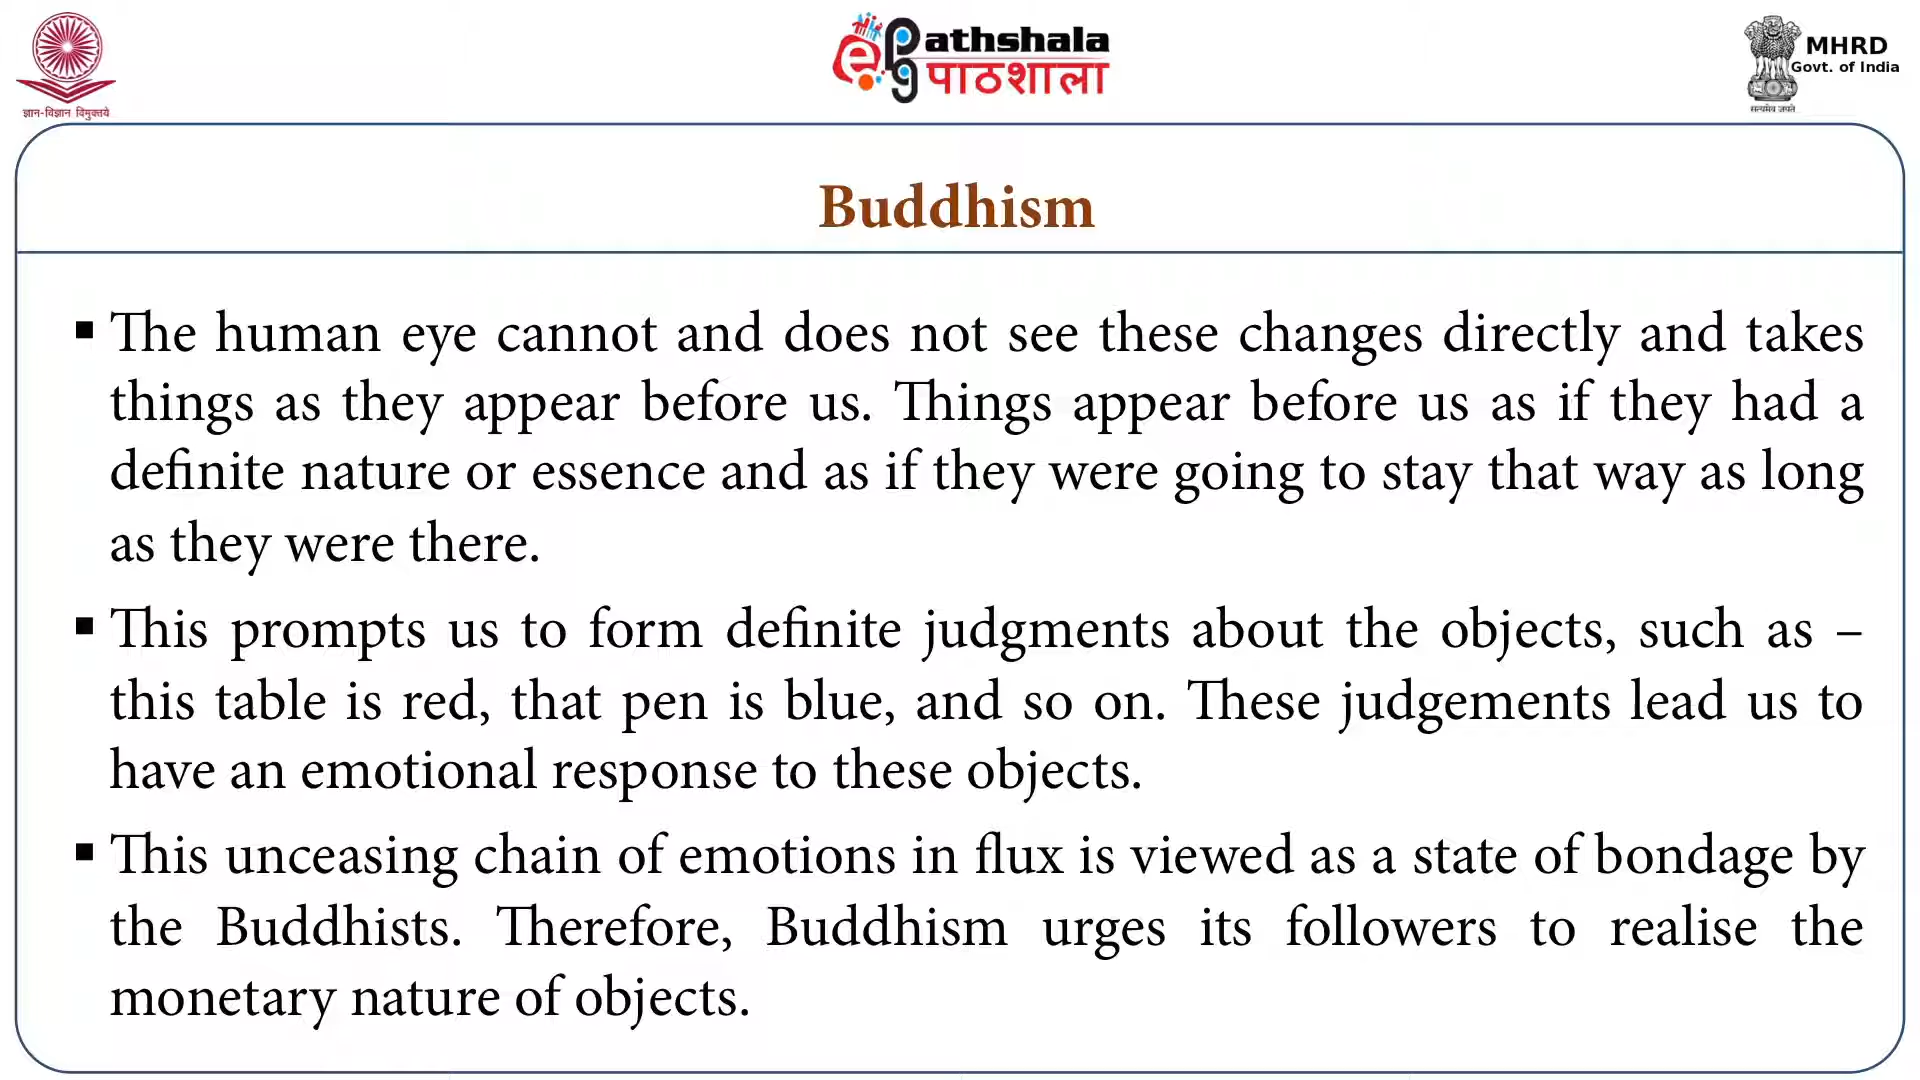 ज्ञान-विज्ञान विमुक्तये
ePg Pathshala
पाठशाला
MHRD
Govt. of India
सत्यमेव जयते
Buddhism
▪ The human eye cannot and does not see these changes directly and takes
things as they appear before us. Things appear before us as if they had a
definite nature or essence and as if they were going to stay that way as long
as they were there.
▪ This prompts us to form definite judgments about the objects, such as –
this table is red, that pen is blue, and so on. These judgements lead us to
have an emotional response to these objects.
▪ This unceasing chain of emotions in flux is viewed as a state of bondage by
the Buddhists. Therefore, Buddhism urges its followers to realise the
monetary nature of objects.